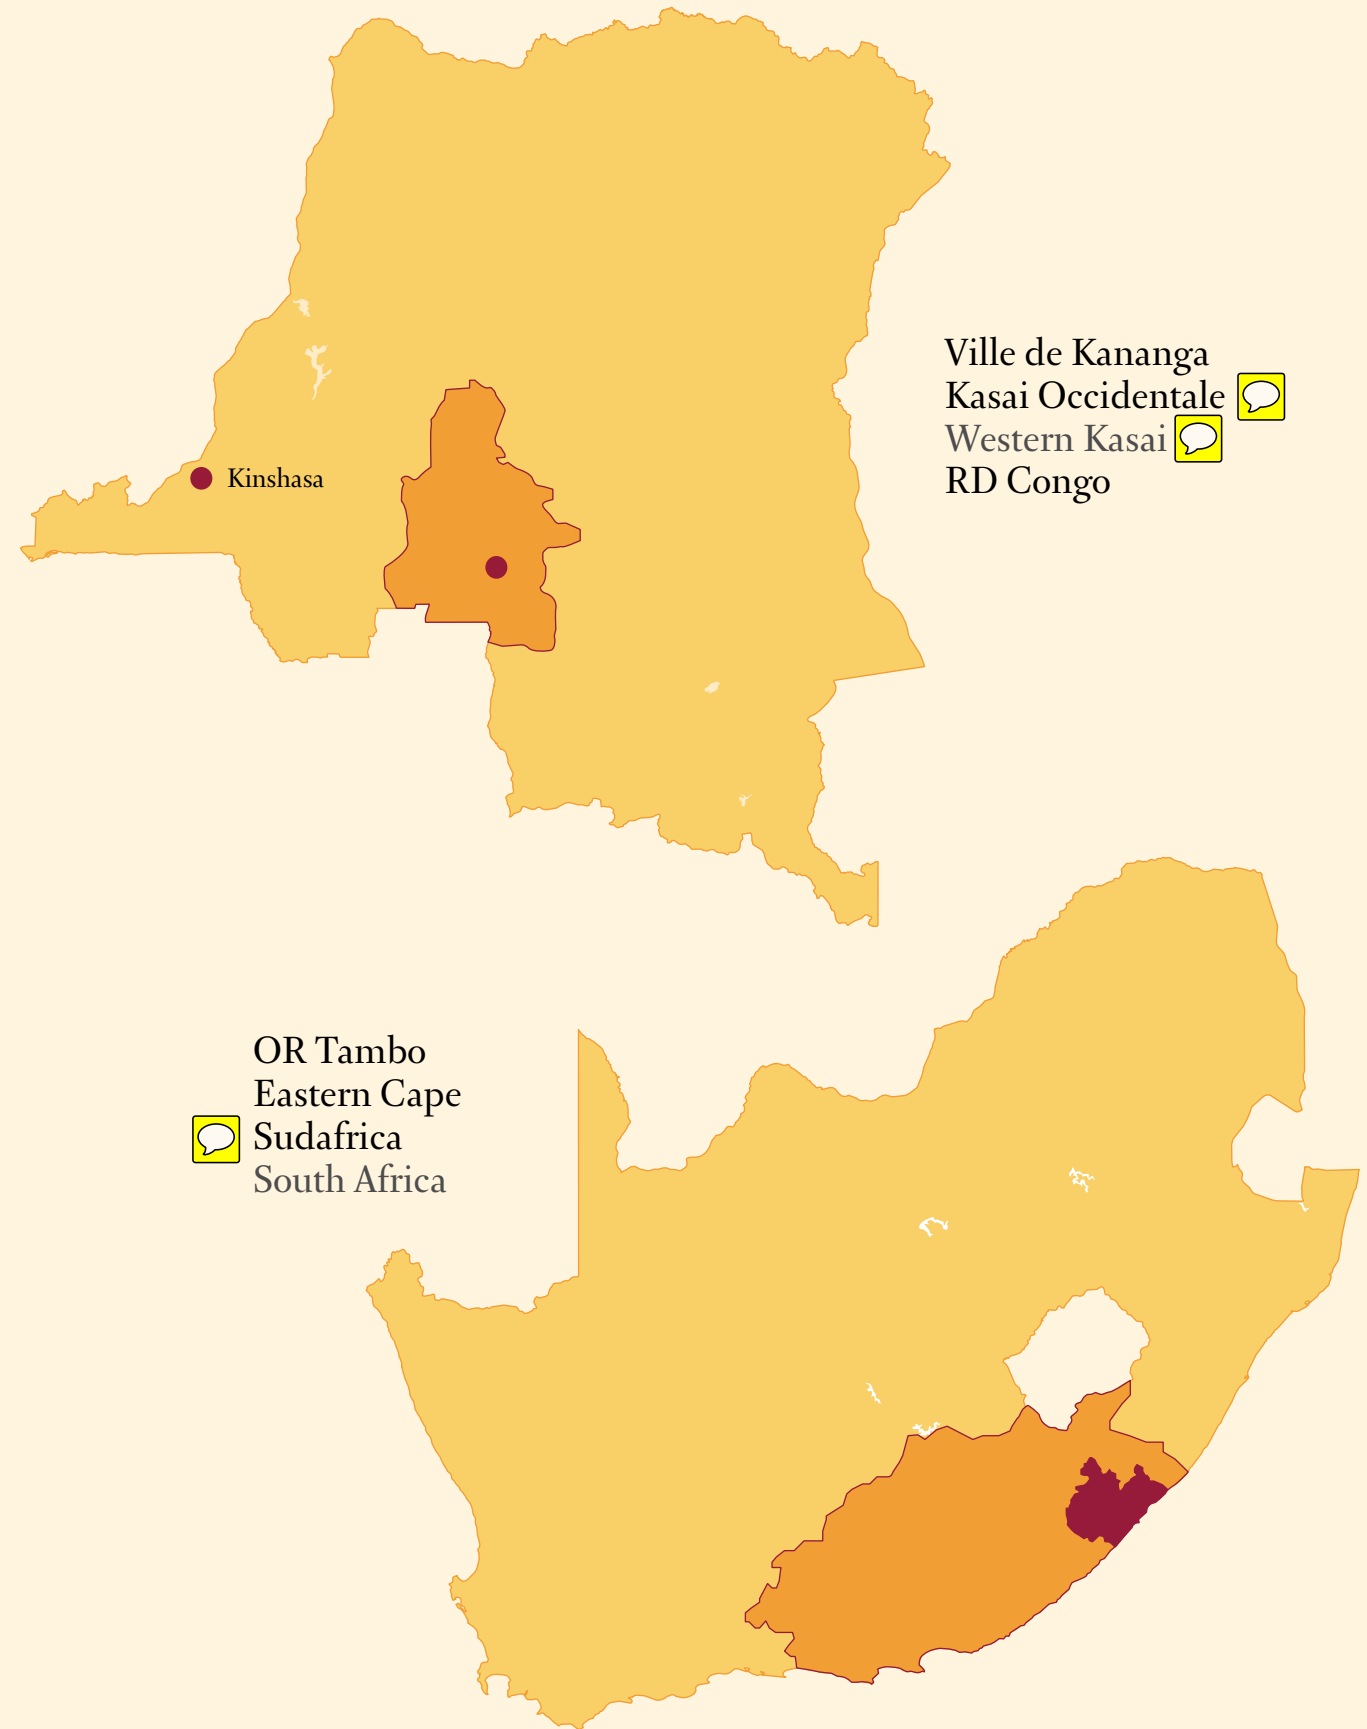 Ville de Kananga
Kasai Occidentale
Western Kasai
RD Congo
Kinshasa
OR Tambo
Eastern Cape
Sudafrica
South Africa